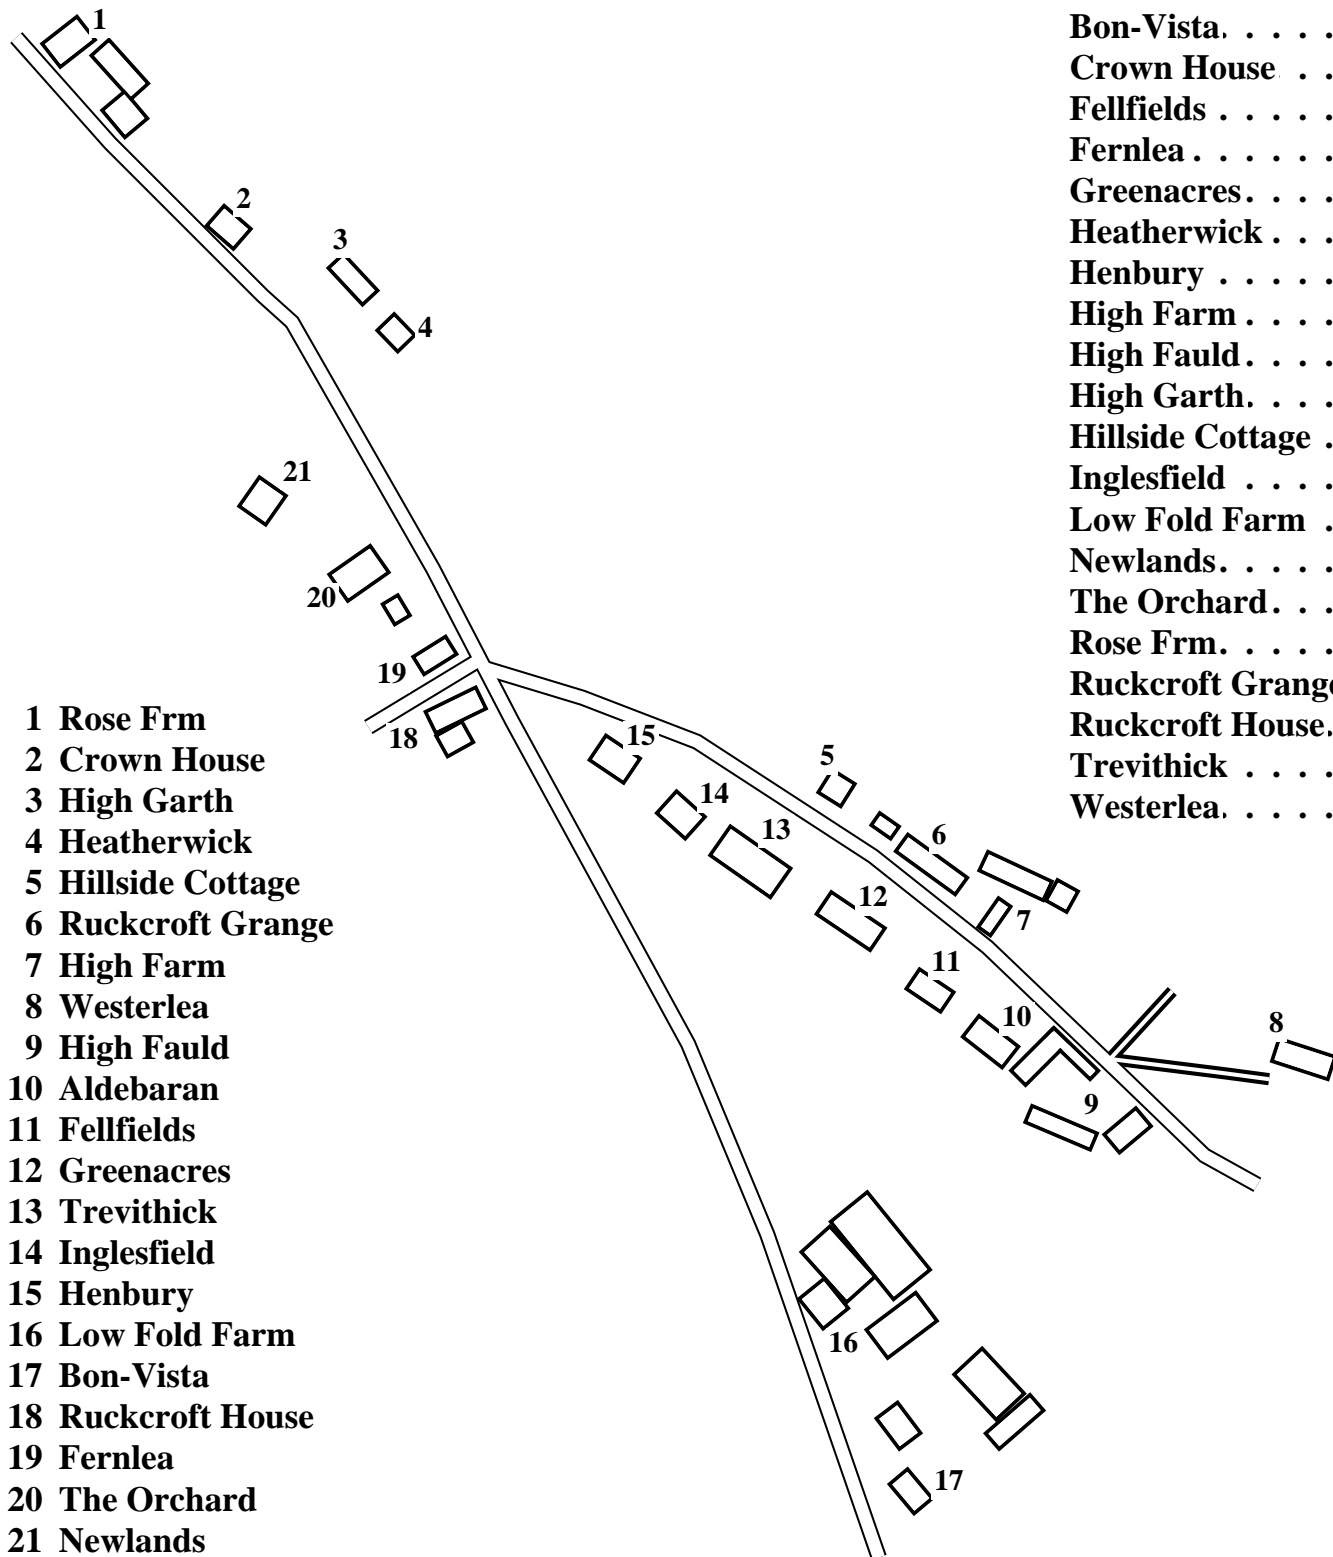 Bon-Vista. . . . .
Crown House. . .
Fellfields . . . . .
Fernlea . . . . . .
Greenacres. . . .
Heatherwick . . .
Henbury . . . . .
High Farm . . . .
High Fauld. . . .
High Garth. . . .
Hillside Cottage .
Inglesfield . . . .
Low Fold Farm .
Newlands. . . . .
The Orchard. . .
Rose Frm. . . . .
Ruckcroft Grange
Ruckcroft House.
Trevithick . . . .
Westerlea. . . . .
1
2
3
4
21
20
19
18
15
14
13
12
11
10
5
6
7
8
9
16
17
1 Rose Frm
2 Crown House
3 High Garth
4 Heatherwick
5 Hillside Cottage
6 Ruckcroft Grange
7 High Farm
8 Westerlea
9 High Fauld
10 Aldebaran
11 Fellfields
12 Greenacres
13 Trevithick
14 Inglesfield
15 Henbury
16 Low Fold Farm
17 Bon-Vista
18 Ruckcroft House
19 Fernlea
20 The Orchard
21 Newlands